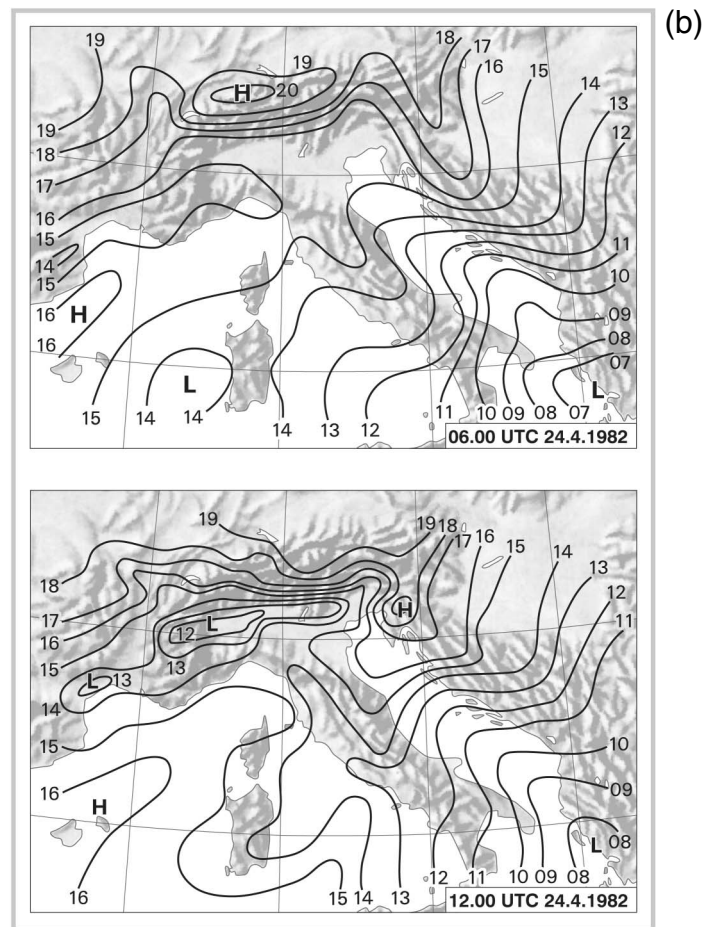 (b)
19 19 18 17 16 15 14 13 12
H 20
19
18
17
16
15
14
15
16
H
16
11
10
09
08
07
L L
15 14 14 14 13 12 11 10 09 08 07
06.00 UTC 24.4.1982
19 19 18 17 16 15 14 13 12 11
18
17
16
15
H
L
12
13
L 13
14
15
16
H
10
09
L 08
16 15 14 13 12 11 10 09 08
12.00 UTC 24.4.1982